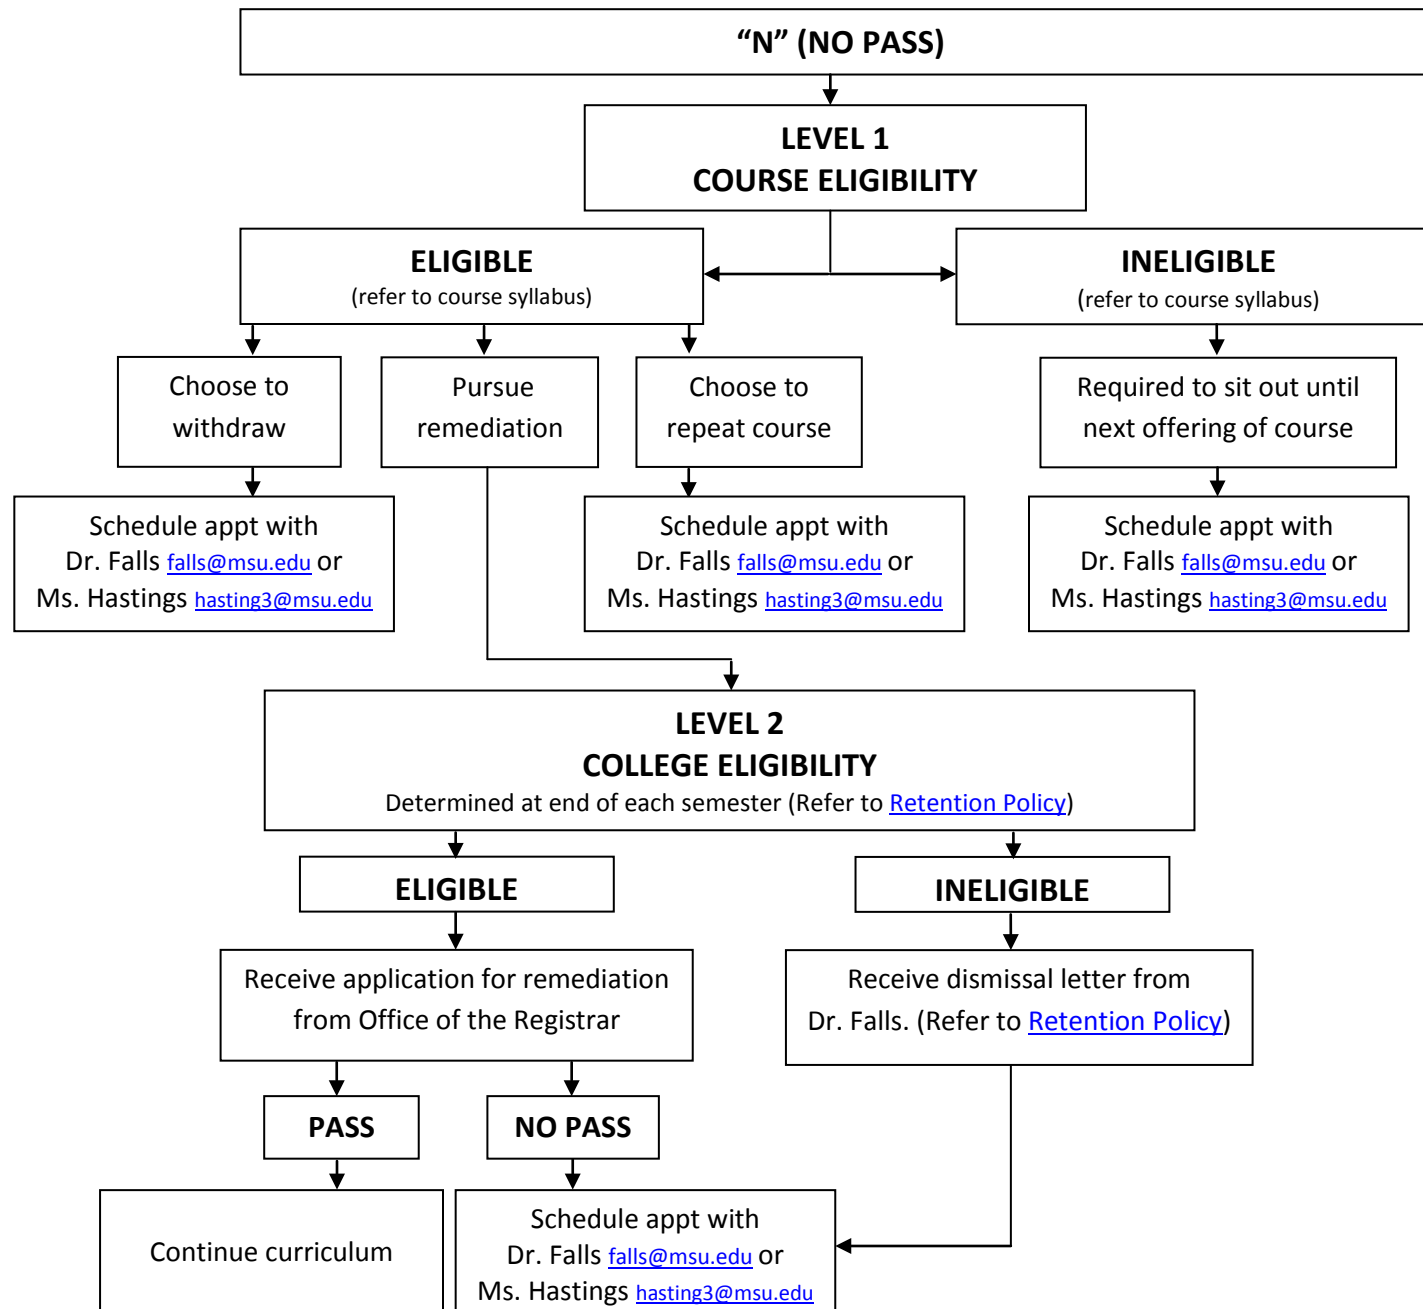 “N” (NO PASS)
LEVEL 1
COURSE ELIGIBILITY
ELIGIBLE
(refer to course syllabus)
INELIGIBLE
(refer to course syllabus)
Choose to
withdraw
Pursue
remediation
Choose to
repeat course
Required to sit out until
next offering of course
Schedule appt with
Dr. Falls falls@msu.edu or
Ms. Hastings hasting3@msu.edu
Schedule appt with
Dr. Falls falls@msu.edu or
Ms. Hastings hasting3@msu.edu
Schedule appt with
Dr. Falls falls@msu.edu or
Ms. Hastings hasting3@msu.edu
LEVEL 2
COLLEGE ELIGIBILITY
Determined at end of each semester (Refer to Retention Policy)
ELIGIBLE
INELIGIBLE
Receive application for remediation
from Office of the Registrar
Receive dismissal letter from
Dr. Falls. (Refer to Retention Policy)
PASS
NO PASS
Continue curriculum
Schedule appt with
Dr. Falls falls@msu.edu or
Ms. Hastings hasting3@msu.edu